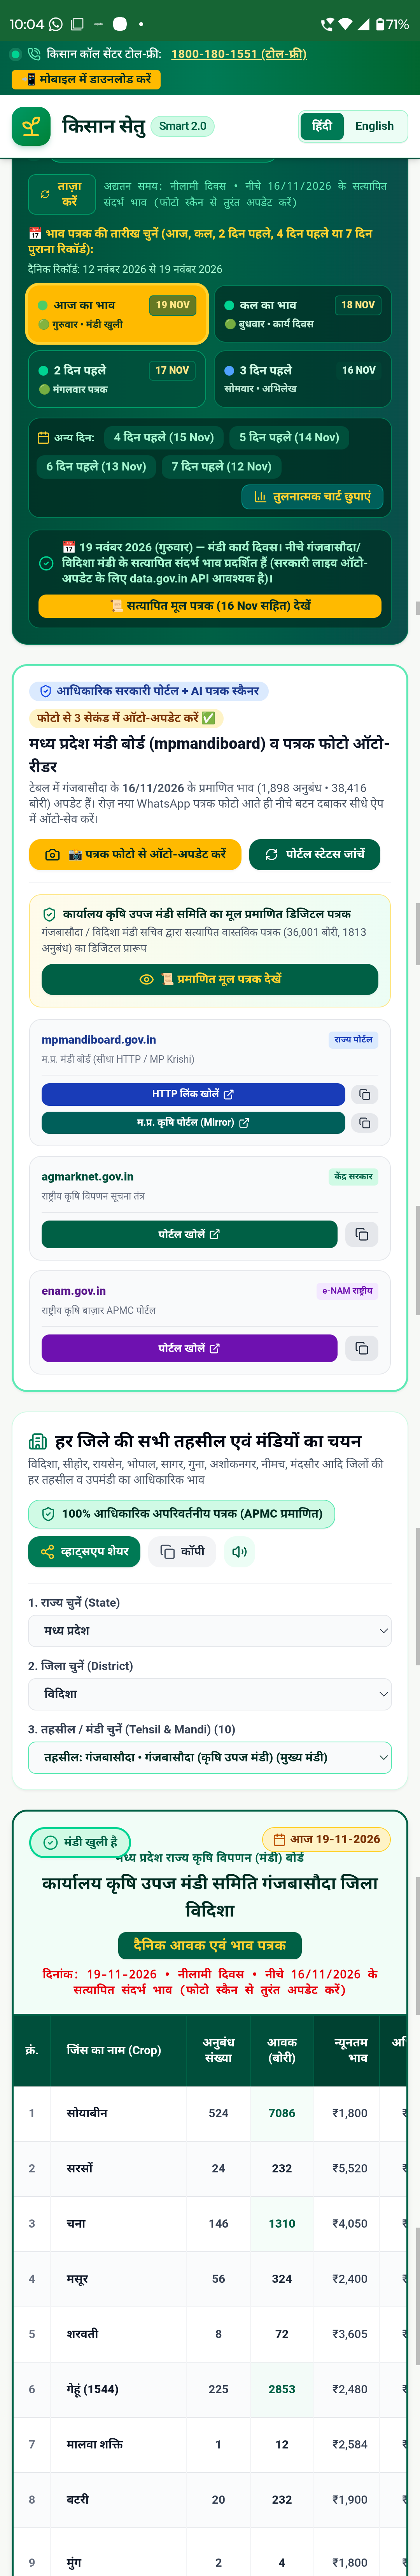 10:04 71%
किसान कॉल सेंटर टोल-फ्री: 1800-180-1551 (टोल-फ्री)
📲 मोबाइल में डाउनलोड करें
किसान सेतु Smart 2.0 हिंदी English
ताज़ा करें
अद्यतन समय: नीलामी दिवस • नीचे 16/11/2026 के सत्यापित
संदर्भ भाव (फोटो स्कैन से तुरंत अपडेट करें)
📅 भाव पत्रक की तारीख चुनें (आज, कल, 2 दिन पहले, 4 दिन पहले या 7 दिन
पुराना रिकॉर्ड):
दैनिक रिकॉर्ड: 12 नवंबर 2026 से 19 नवंबर 2026
आज का भाव 19 NOV
🟢 गुरुवार • मंडी खुली
कल का भाव 18 NOV
🟢 बुधवार • कार्य दिवस
2 दिन पहले 17 NOV
🟢 मंगलवार पत्रक
3 दिन पहले 16 NOV
सोमवार • अभिलेख
अन्य दिन: 4 दिन पहले (15 Nov) 5 दिन पहले (14 Nov)
6 दिन पहले (13 Nov) 7 दिन पहले (12 Nov)
तुलनात्मक चार्ट छुपाएं
📅 19 नवंबर 2026 (गुरुवार) — मंडी कार्य दिवस। नीचे गंजबासौदा/
विदिशा मंडी के सत्यापित संदर्भ भाव प्रदर्शित हैं (सरकारी लाइव ऑटो-
अपडेट के लिए data.gov.in API आवश्यक है)।
📜 सत्यापित मूल पत्रक (16 Nov सहित) देखें
आधिकारिक सरकारी पोर्टल + AI पत्रक स्कैनर
फोटो से 3 सेकंड में ऑटो-अपडेट करें ✅
मध्य प्रदेश मंडी बोर्ड (mpmandiboard) व पत्रक फोटो ऑटो-
रीडर
टेबल में गंजबासौदा के 16/11/2026 के प्रमाणित भाव (1,898 अनुबंध • 38,416
बोरी) अपडेट हैं। रोज़ नया WhatsApp पत्रक फोटो आते ही नीचे बटन दबाकर सीधे ऐप
में ऑटो-सेव करें।
📸 पत्रक फोटो से ऑटो-अपडेट करें
पोर्टल स्टेटस जांचें
कार्यालय कृषि उपज मंडी समिति का मूल प्रमाणित डिजिटल पत्रक
गंजबासौदा / विदिशा मंडी सचिव द्वारा सत्यापित वास्तविक पत्रक (36,001 बोरी, 1813
अनुबंध) का डिजिटल प्रारूप
📜 प्रमाणित मूल पत्रक देखें
mpmandiboard.gov.in राज्य पोर्टल
म.प्र. मंडी बोर्ड (सीधा HTTP / MP Krishi)
HTTP लिंक खोलें
म.प्र. कृषि पोर्टल (Mirror)
agmarknet.gov.in केंद्र सरकार
राष्ट्रीय कृषि विपणन सूचना तंत्र
पोर्टल खोलें
enam.gov.in e-NAM राष्ट्रीय
राष्ट्रीय कृषि बाज़ार APMC पोर्टल
पोर्टल खोलें
हर जिले की सभी तहसील एवं मंडियों का चयन
विदिशा, सीहोर, रायसेन, भोपाल, सागर, गुना, अशोकनगर, नीमच, मंदसौर आदि जिलों की
हर तहसील व उपमंडी का आधिकारिक भाव
100% आधिकारिक अपरिवर्तनीय पत्रक (APMC प्रमाणित)
व्हाट्सएप शेयर कॉपी
1. राज्य चुनें (State)
मध्य प्रदेश
2. जिला चुनें (District)
विदिशा
3. तहसील / मंडी चुनें (Tehsil & Mandi) (10)
तहसील: गंजबासौदा • गंजबासौदा (कृषि उपज मंडी) (मुख्य मंडी)
मंडी खुली है आज 19-11-2026
मध्य प्रदेश राज्य कृषि विपणन (मंडी) बोर्ड
कार्यालय कृषि उपज मंडी समिति गंजबासौदा जिला
विदिशा
दैनिक आवक एवं भाव पत्रक
दिनांक: 19-11-2026 • नीलामी दिवस • नीचे 16/11/2026 के
सत्यापित संदर्भ भाव (फोटो स्कैन से तुरंत अपडेट करें)
क्रं. जिंस का नाम (Crop) अनुबंध संख्या आवक (बोरी) न्यूनतम भाव
1 सोयाबीन 524 7086 ₹1,800
2 सरसों 24 232 ₹5,520
3 चना 146 1310 ₹4,050
4 मसूर 56 324 ₹2,400
5 शरवती 8 72 ₹3,605
6 गेहूं (1544) 225 2853 ₹2,480
7 मालवा शक्ति 1 12 ₹2,584
8 बटरी 20 232 ₹1,900
9 मुंग 2 4 ₹1,800